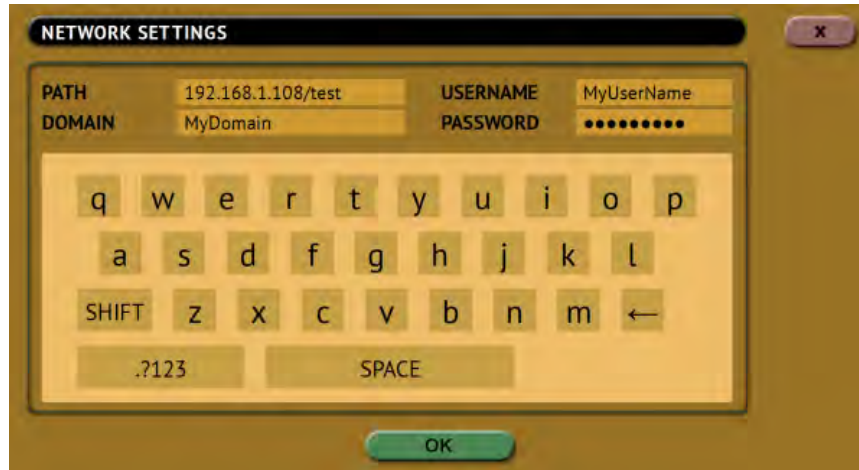 NETWORK SETTINGS
x
PATH 192.168.1.108/test USERNAME MyUserName
DOMAIN MyDomain PASSWORD ●●●●●●●●●
q w e r t y u i o p
a s d f g h j k l
SHIFT z x c v b n m ←
.?123 SPACE
OK